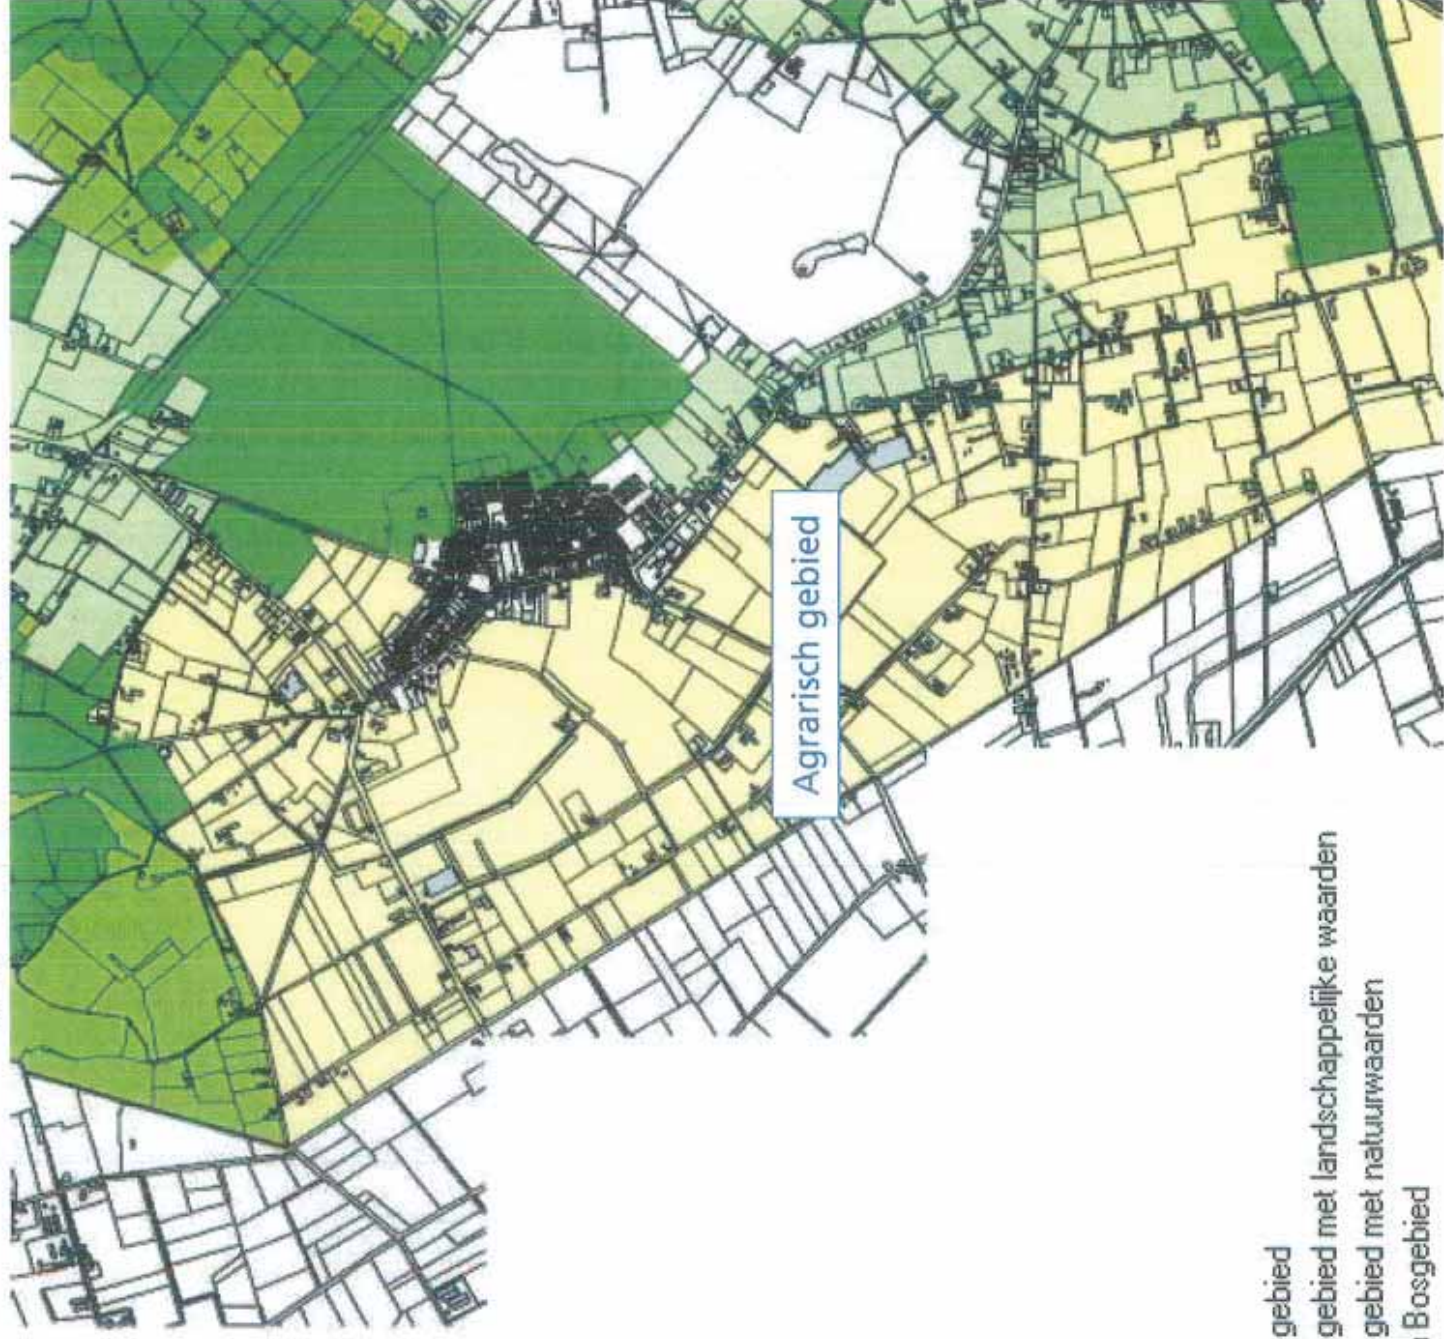 Agrarisch gebied
gebied
gebied met landschappelijke waarden
gebied met natuurwaarden
Bosgebied